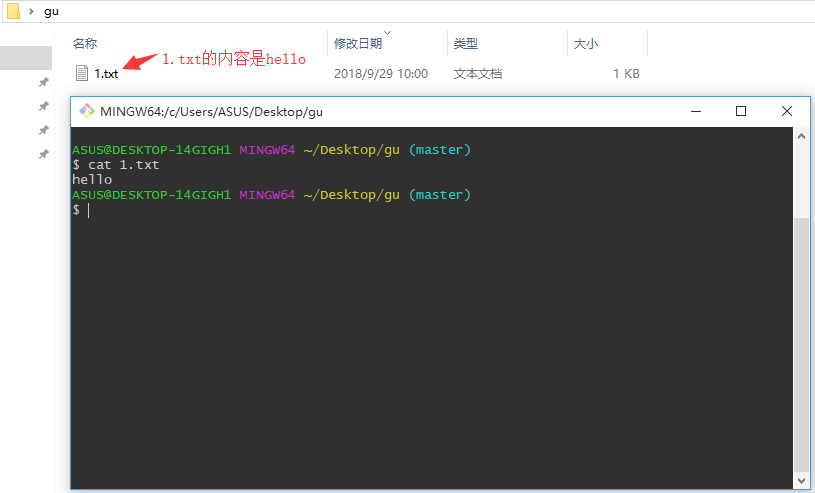 gu
名称 修改日期 类型 大小
1.txt的内容是hello
1.txt 2018/9/29 10:00 文本文档 1 KB
MINGW64:/c/Users/ASUS/Desktop/gu
ASUS@DESKTOP-14GIGH1 MINGW64 ~/Desktop/gu (master)
$ cat 1.txt
hello
ASUS@DESKTOP-14GIGH1 MINGW64 ~/Desktop/gu (master)
$